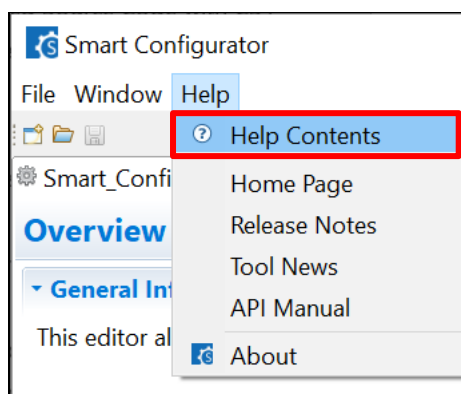 Smart Configurator
File Window Help
Help Contents
Smart_Confi
Home Page
Overview
Release Notes
Tool News
General Inf
API Manual
This editor al
About